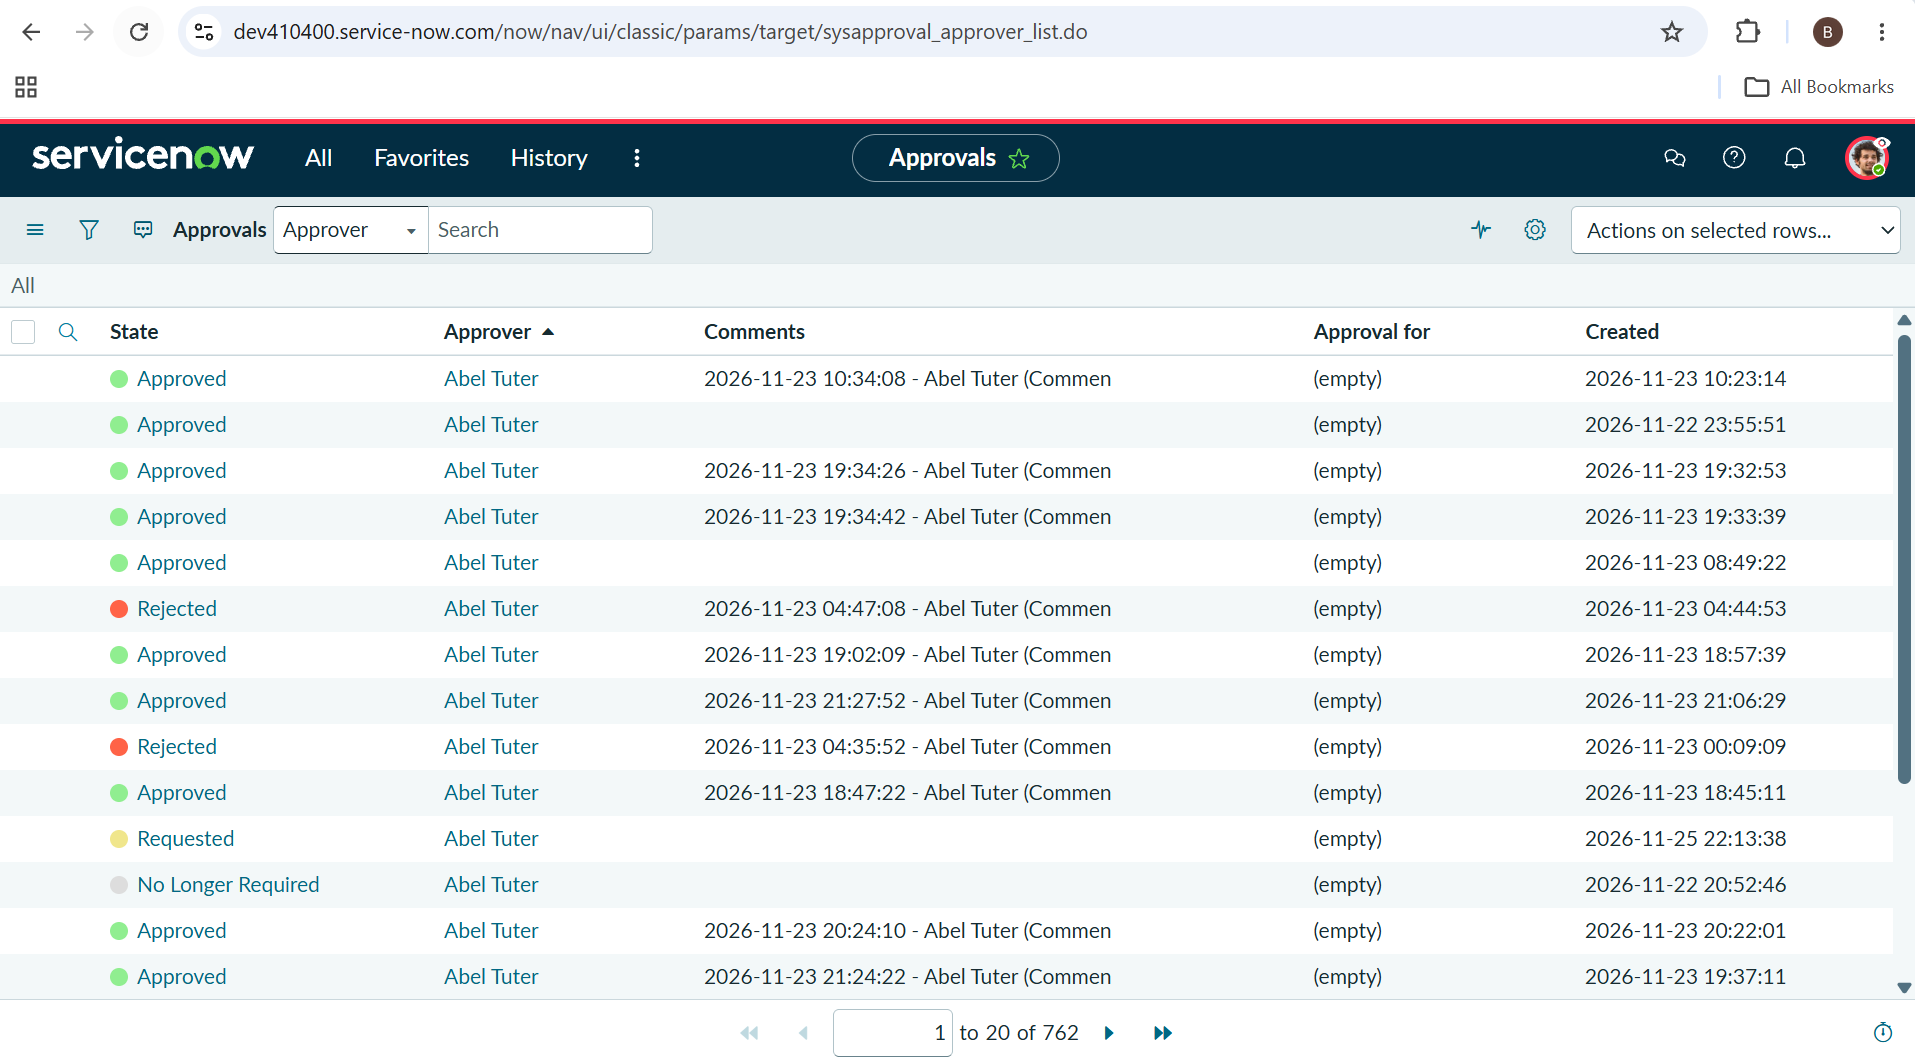 dev410400.service-now.com/now/nav/ui/classic/params/target/sysapproval_approver_list.do
B
All Bookmarks
servicenow All Favorites History Approvals
Approvals Approver Search Actions on selected rows...
All
State Approver Comments Approval for Created
Approved Abel Tuter 2026-11-23 10:34:08 - Abel Tuter (Commen (empty) 2026-11-23 10:23:14
Approved Abel Tuter (empty) 2026-11-22 23:55:51
Approved Abel Tuter 2026-11-23 19:34:26 - Abel Tuter (Commen (empty) 2026-11-23 19:32:53
Approved Abel Tuter 2026-11-23 19:34:42 - Abel Tuter (Commen (empty) 2026-11-23 19:33:39
Approved Abel Tuter (empty) 2026-11-23 08:49:22
Rejected Abel Tuter 2026-11-23 04:47:08 - Abel Tuter (Commen (empty) 2026-11-23 04:44:53
Approved Abel Tuter 2026-11-23 19:02:09 - Abel Tuter (Commen (empty) 2026-11-23 18:57:39
Approved Abel Tuter 2026-11-23 21:27:52 - Abel Tuter (Commen (empty) 2026-11-23 21:06:29
Rejected Abel Tuter 2026-11-23 04:35:52 - Abel Tuter (Commen (empty) 2026-11-23 00:09:09
Approved Abel Tuter 2026-11-23 18:47:22 - Abel Tuter (Commen (empty) 2026-11-23 18:45:11
Requested Abel Tuter (empty) 2026-11-25 22:13:38
No Longer Required Abel Tuter (empty) 2026-11-22 20:52:46
Approved Abel Tuter 2026-11-23 20:24:10 - Abel Tuter (Commen (empty) 2026-11-23 20:22:01
Approved Abel Tuter 2026-11-23 21:24:22 - Abel Tuter (Commen (empty) 2026-11-23 19:37:11
1 to 20 of 762